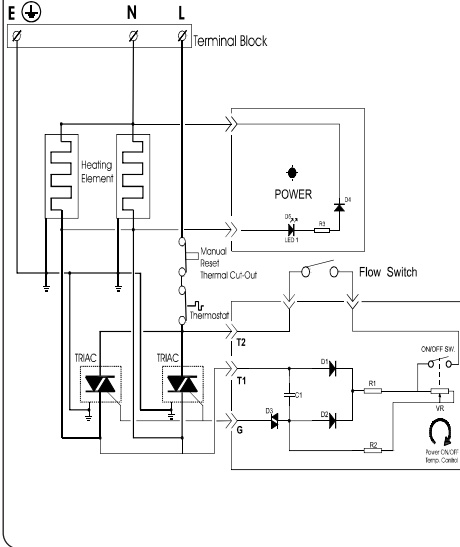 E N L
Terminal Block
Heating
Element
POWER
D4
D5
LED 1
R3
Manual
Reset
Thermal Cut-Out
Flow Switch
Thermostat
T2
ON/OFF SW.
TRIAC
TRIAC
T1
D1
C1
R1
D3
D2
VR
G
R2
Power ON/OFF
Temp. Control